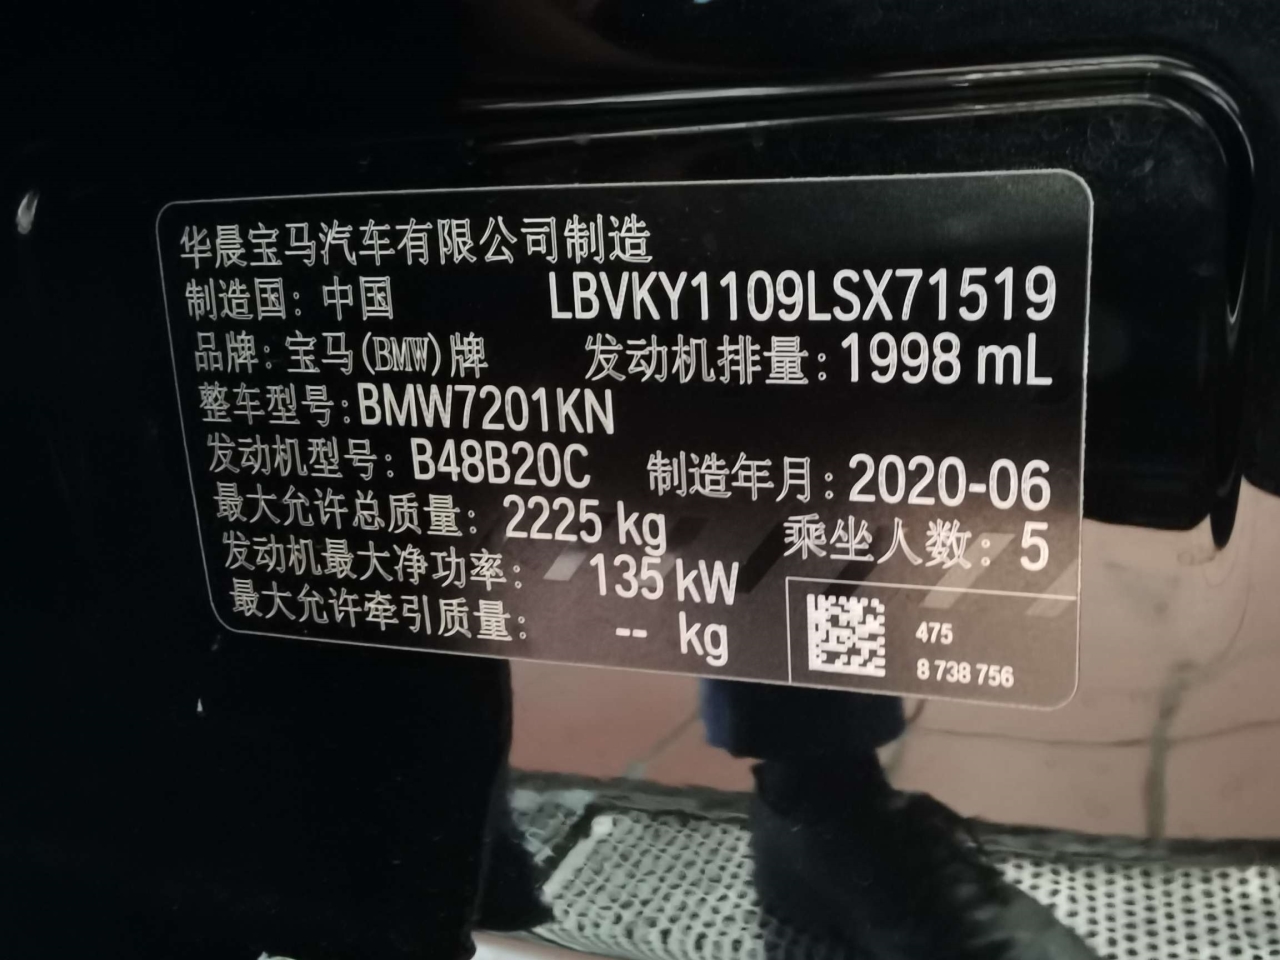 华晨宝马汽车有限公司制造
制造国：中国 LBVKY1109LSX71519
品牌：宝马(BMW)牌 发动机排量：1998 mL
整车型号：BMW7201KN
发动机型号：B48B20C 制造年月：2020-06
最大允许总质量：2225 kg 乘坐人数：5
发动机最大净功率：135 kW
最大允许牵引质量：-- kg
475
8 738 756